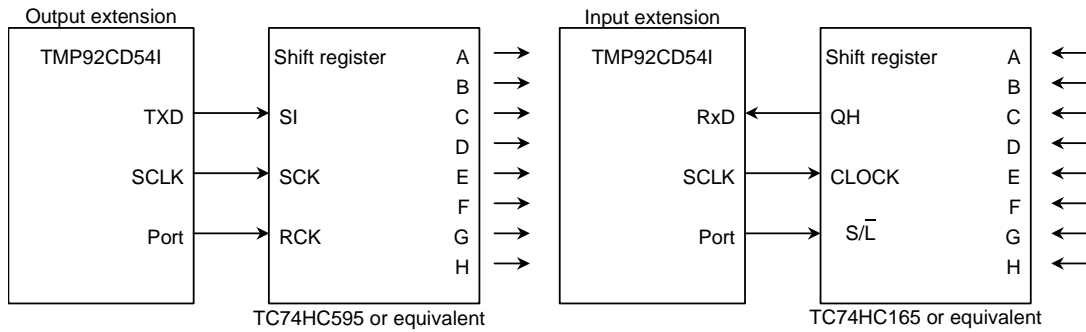 Output extension
TMP92CD54I
TXD
SCLK
Port
Shift register
SI
SCK
RCK
A
B
C
D
E
F
G
H
TC74HC595 or equivalent
Input extension
TMP92CD54I
RxD
SCLK
Port
Shift register
QH
CLOCK
S/L̅
A
B
C
D
E
F
G
H
TC74HC165 or equivalent